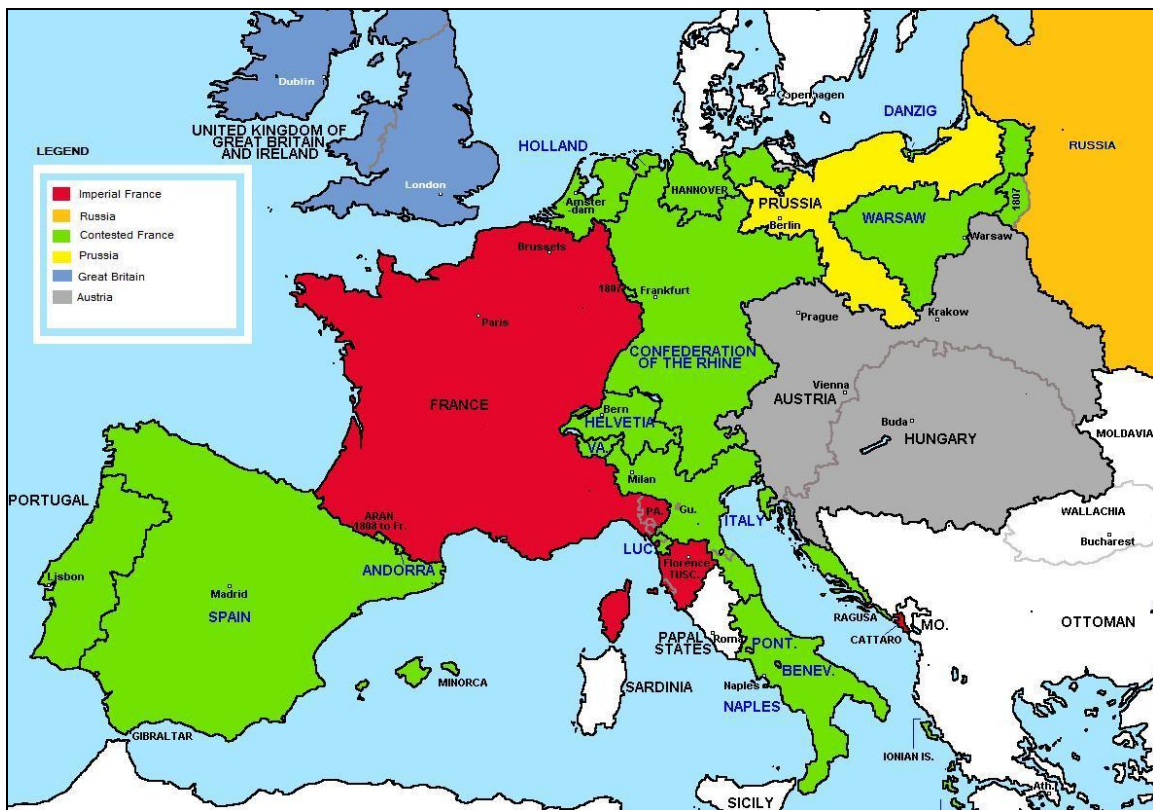 Dublin
Copenhagen
DANZIG
UNITED KINGDOM OF
GREAT BRITAIN
AND IRELAND
HOLLAND
RUSSIA
LEGEND
Imperial France
Russia
Contested France
Prussia
Great Britain
Austria
London
Amster
-dam
HANNOVER
PRUSSIA
Berlin
WARSAW
1807
Warsaw
Brussels
1807
Frankfurt
Paris
Prague
Krakow
CONFEDERATION
OF THE RHINE
FRANCE
Vienna
AUSTRIA
Bern
HELVETIA
Buda
HUNGARY
MOLDAVIA
VA.
Milan
PORTUGAL
ARAN
1808 to Fr.
PA.
Gu.
ITALY
WALLACHIA
Bucharest
LUC.
Florence
TUSC.
Lisbon
ANDORRA
Madrid
SPAIN
RAGUSA
CATTARO
MO.
OTTOMAN
PAPAL
STATES
Roma
PONT.
BENEV.
MINORCA
SARDINIA
Naples
NAPLES
GIBRALTAR
IONIAN IS.
Ath.
SICILY